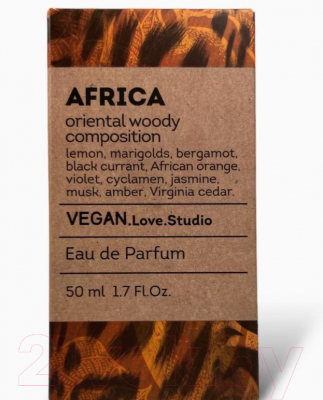 AFRICA
oriental woody
composition
lemon, marigolds, bergamot,
black currant, African orange,
violet, cyclamen, jasmine,
musk, amber, Virginia cedar.
VEGAN.Love.Studio
Eau de Parfum
50 ml 1.7 Fl.Oz.